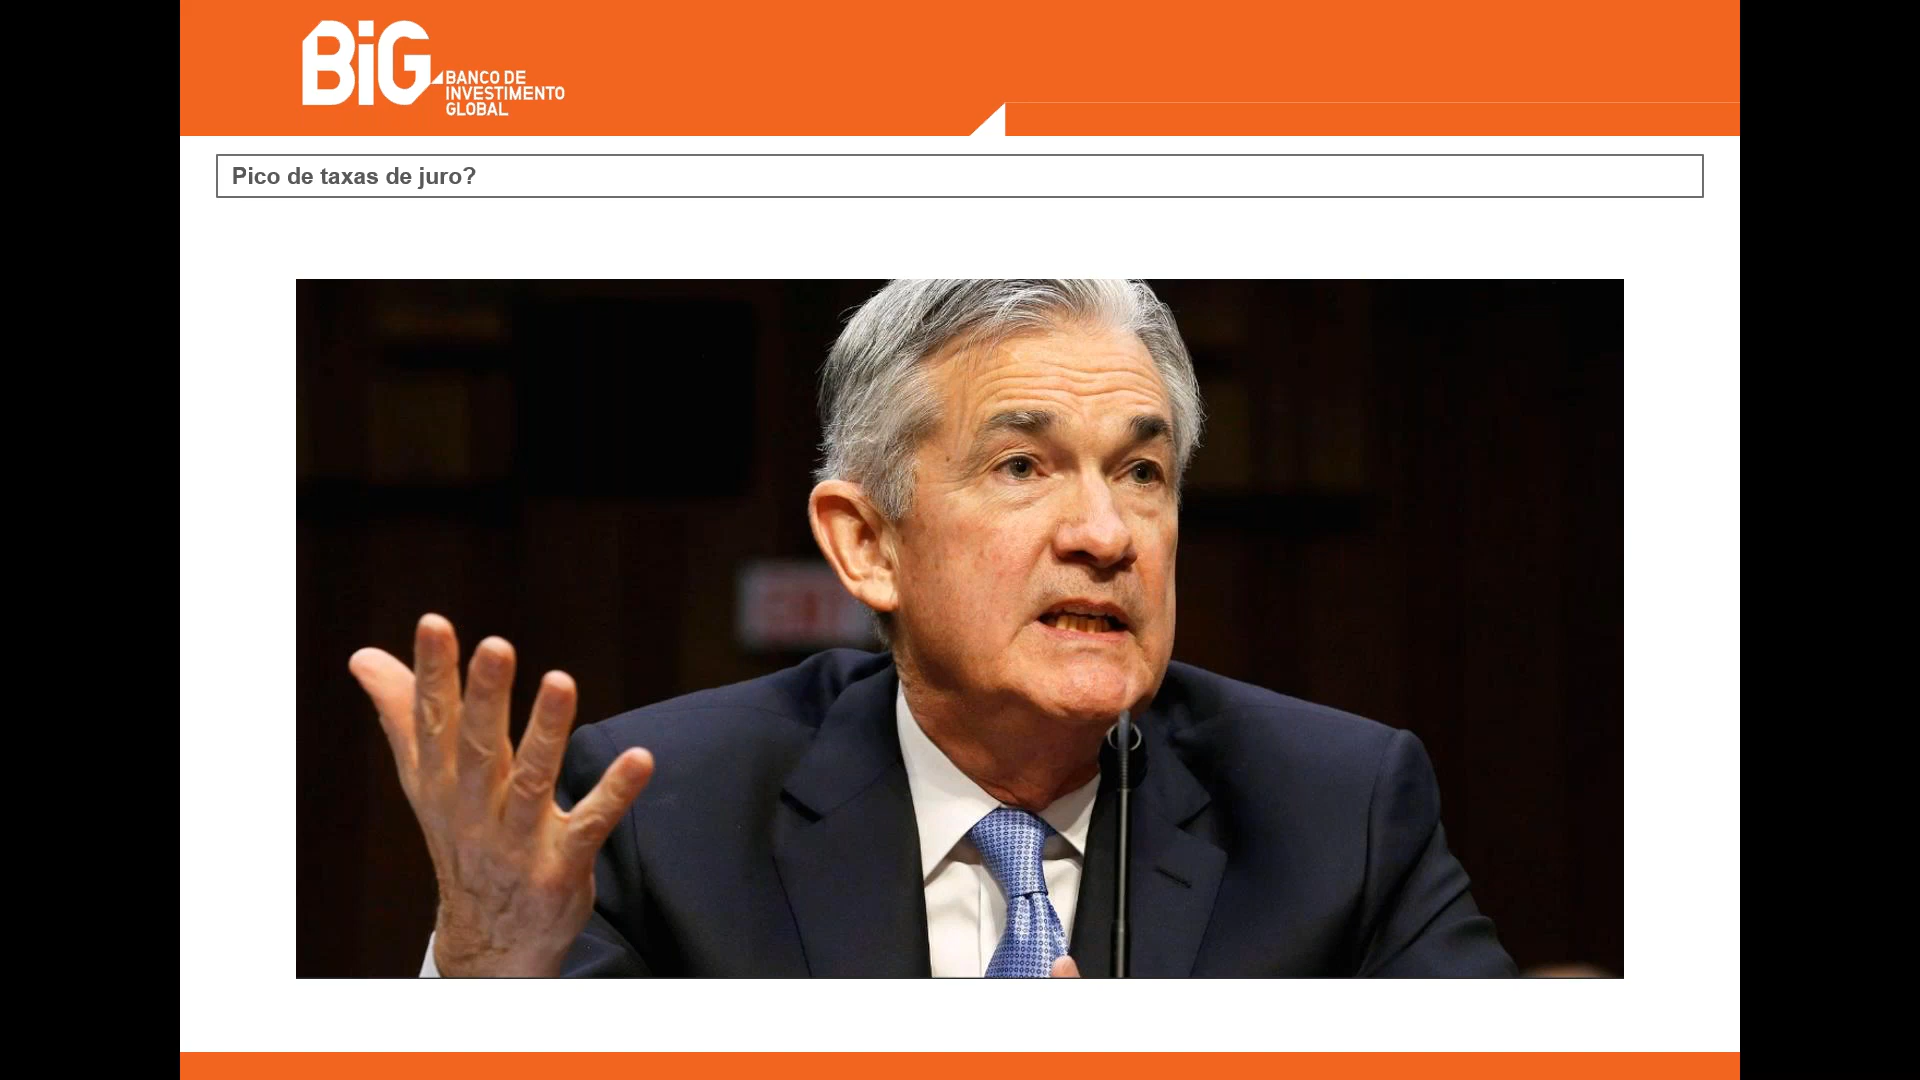 BiG
BANCO DE
INVESTIMENTO
GLOBAL
Pico de taxas de juro?